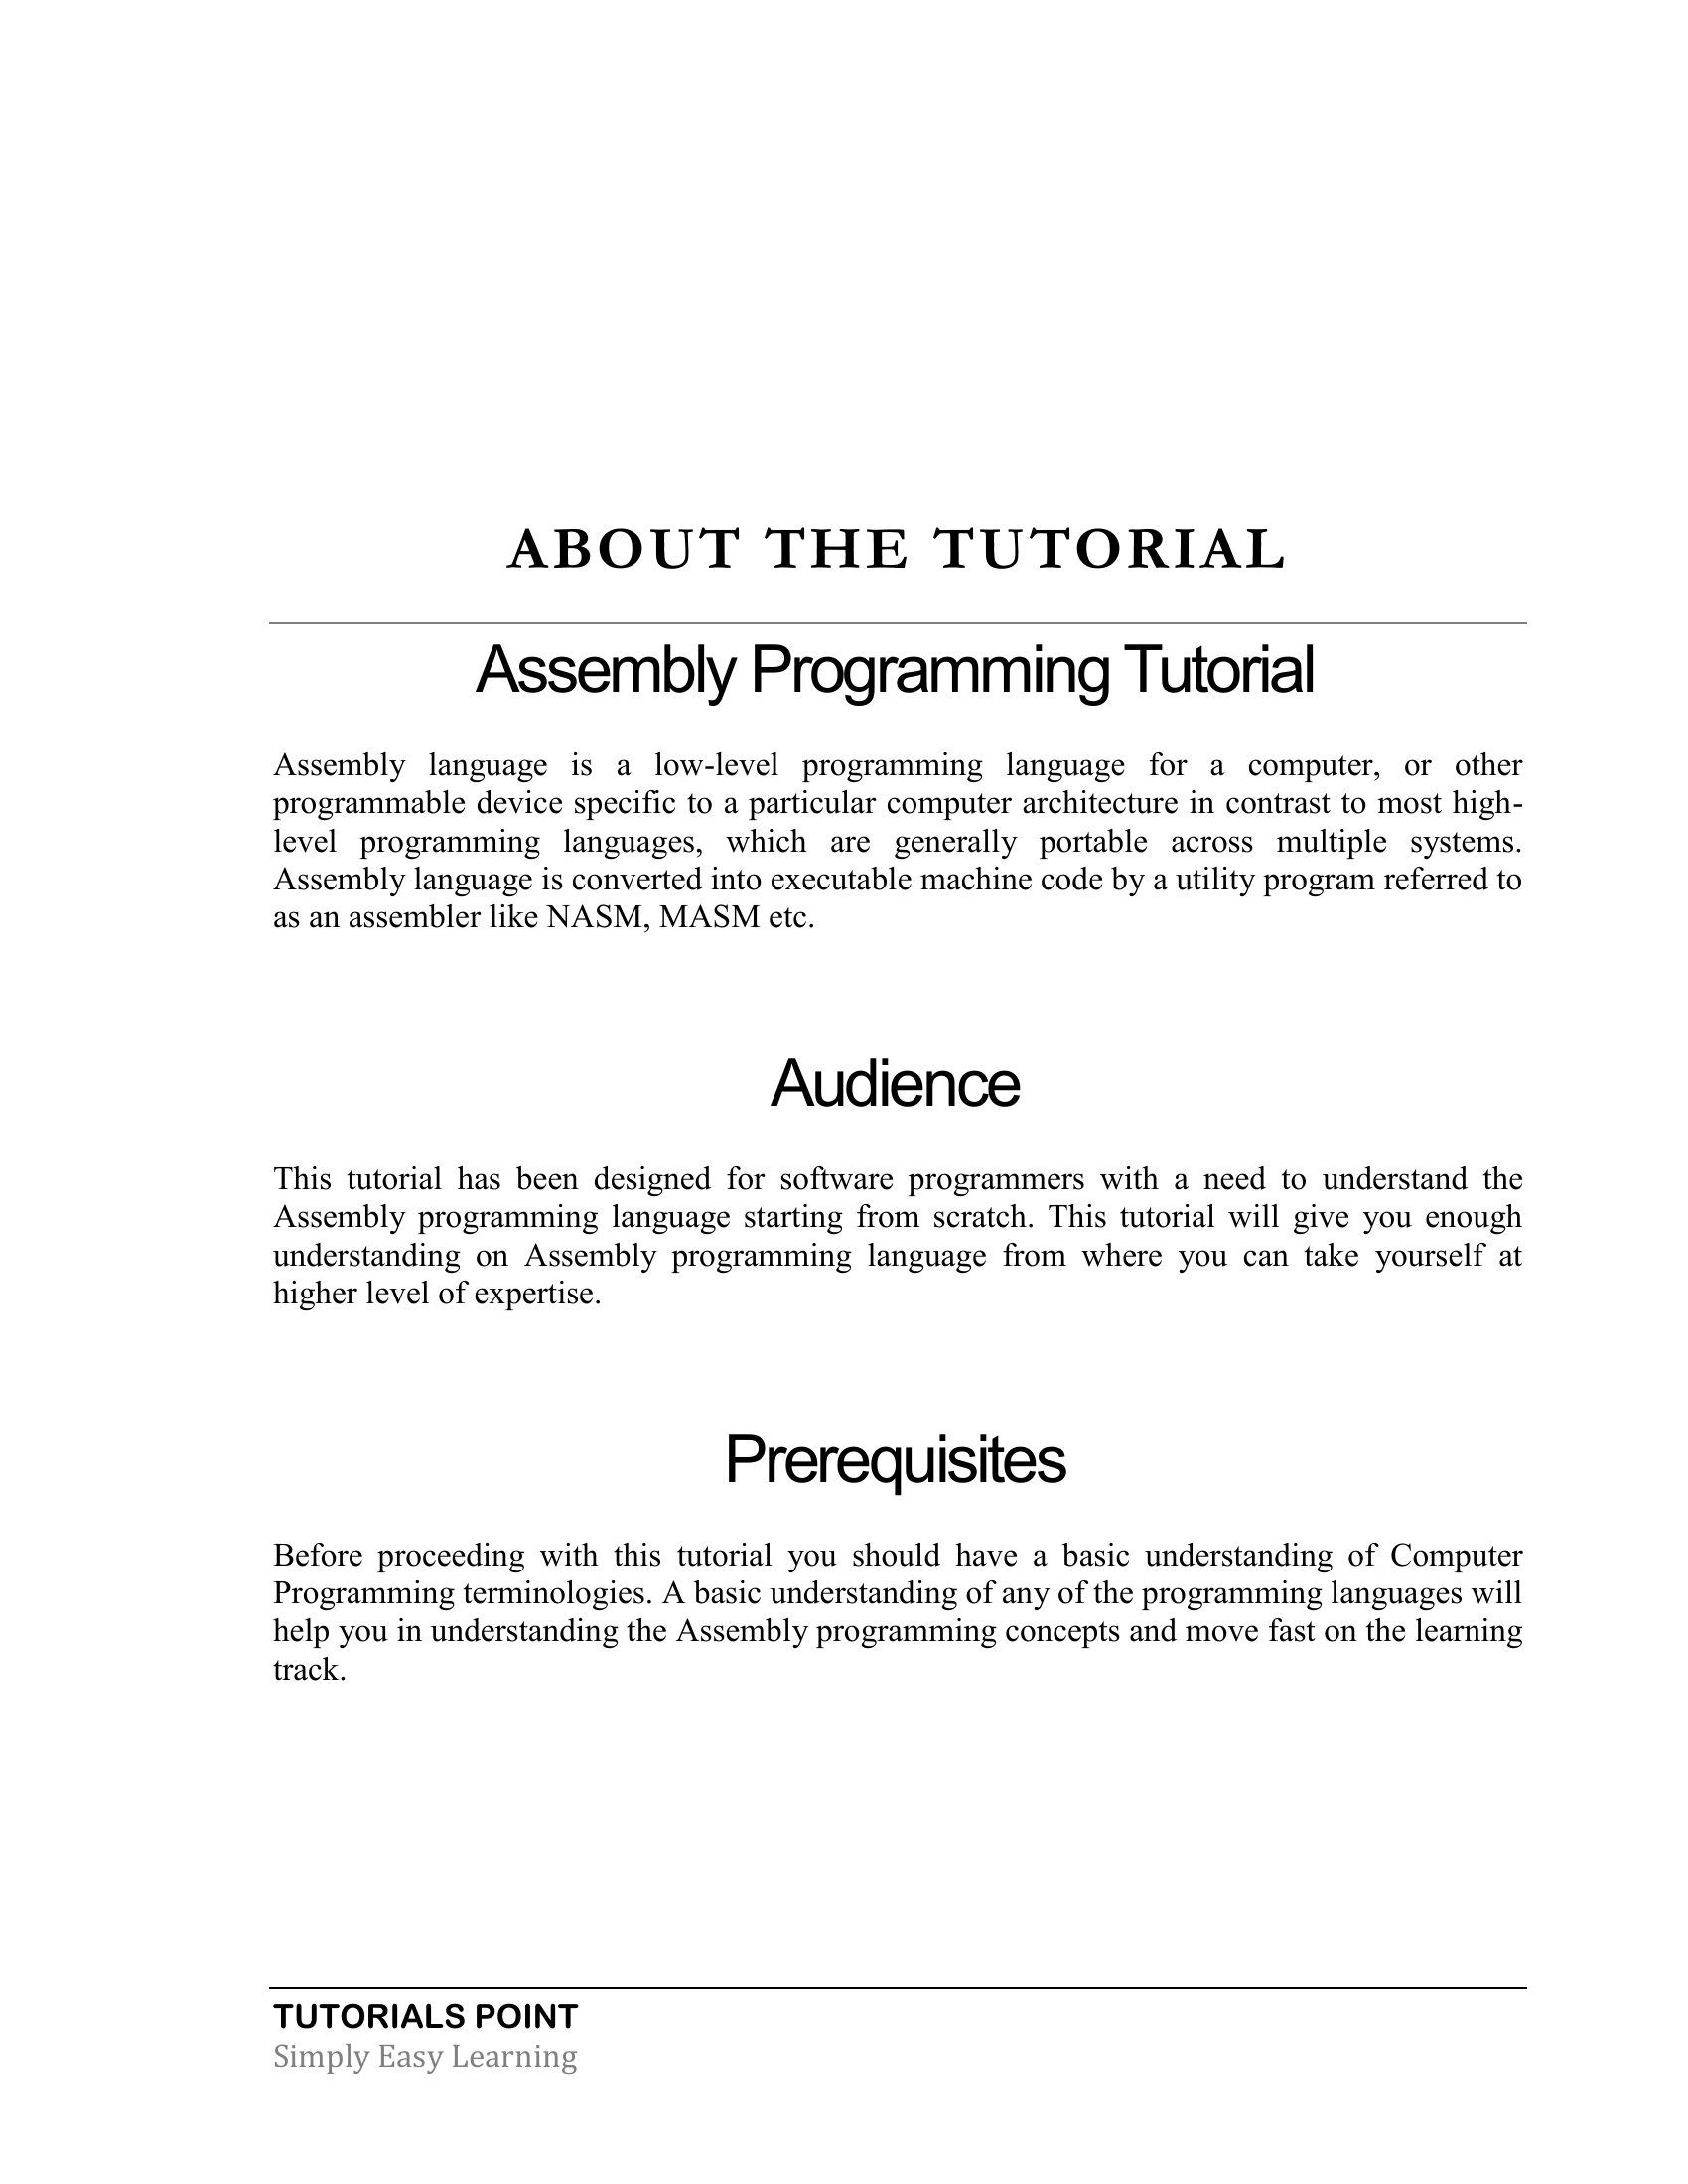 ABOUT THE TUTORIAL
Assembly Programming Tutorial
Assembly language is a low-level programming language for a computer, or other
programmable device specific to a particular computer architecture in contrast to most high-
level programming languages, which are generally portable across multiple systems.
Assembly language is converted into executable machine code by a utility program referred to
as an assembler like NASM, MASM etc.
Audience
This tutorial has been designed for software programmers with a need to understand the
Assembly programming language starting from scratch. This tutorial will give you enough
understanding on Assembly programming language from where you can take yourself at
higher level of expertise.
Prerequisites
Before proceeding with this tutorial you should have a basic understanding of Computer
Programming terminologies. A basic understanding of any of the programming languages will
help you in understanding the Assembly programming concepts and move fast on the learning
track.
TUTORIALS POINT
Simply Easy Learning